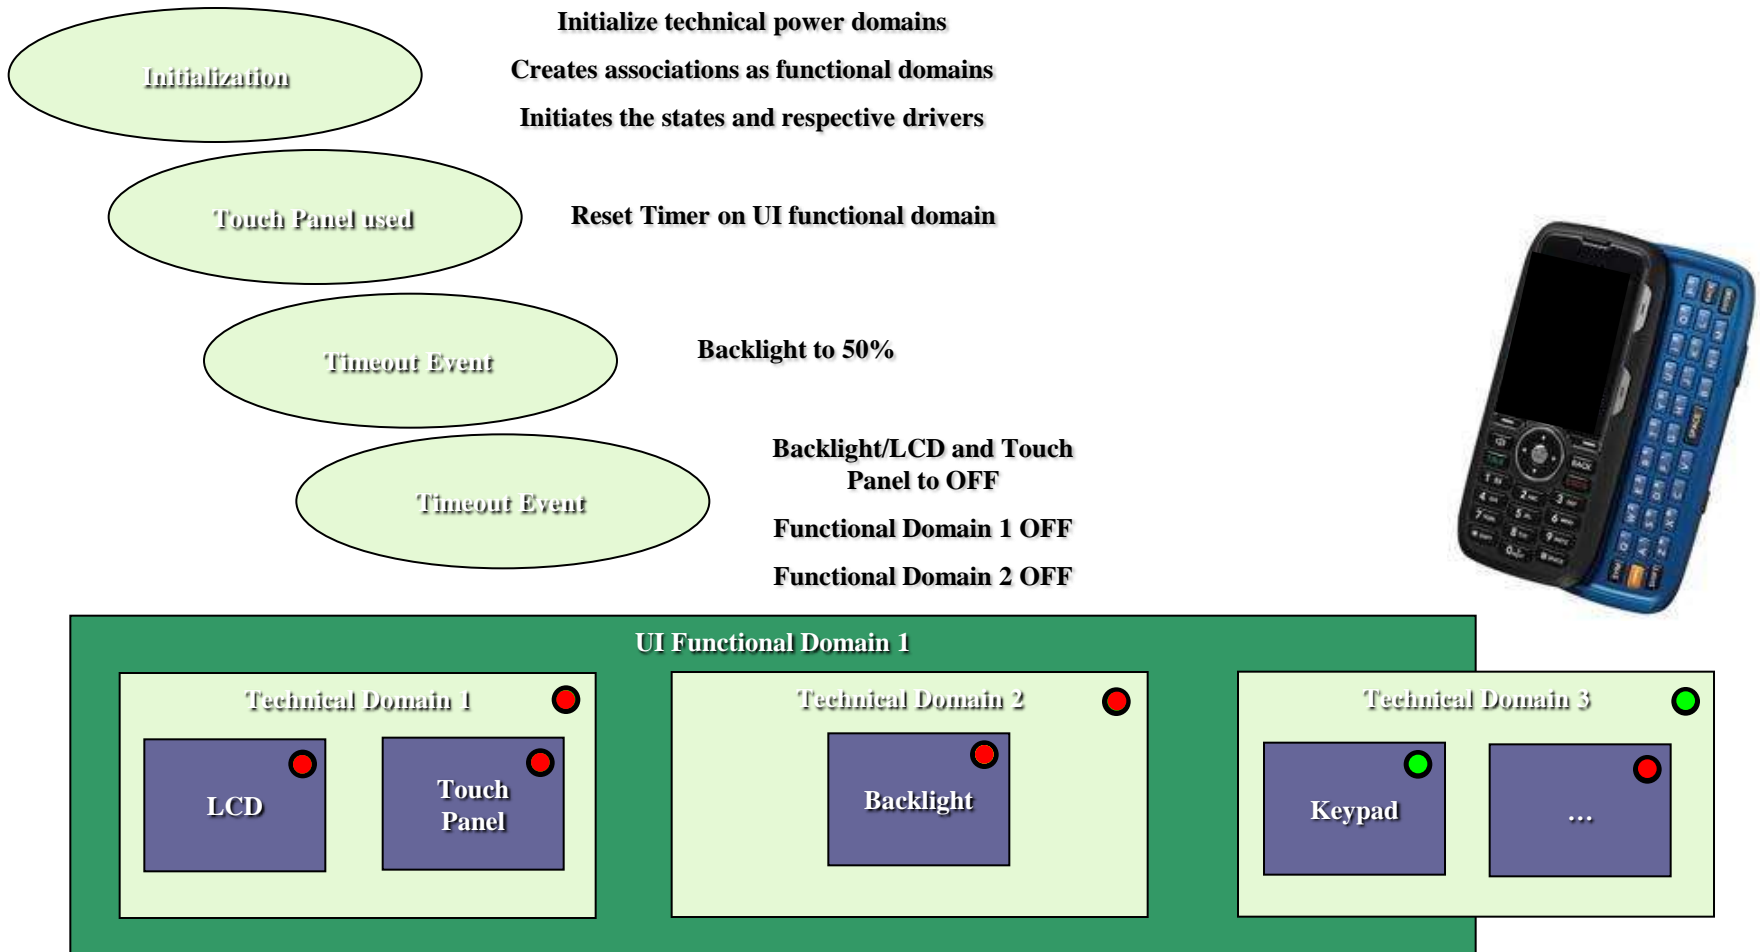 Initialize technical power domains
Initialization
Creates associations as functional domains
Initiates the states and respective drivers
Touch Panel used
Reset Timer on UI functional domain
Timeout Event
Backlight to 50%
Timeout Event
Backlight/LCD and Touch
Panel to OFF
Functional Domain 1 OFF
Functional Domain 2 OFF
BACK
SPACE
UI Functional Domain 1
Technical Domain 1
LCD
Touch
Panel
Technical Domain 2
Backlight
Technical Domain 3
Keypad
...